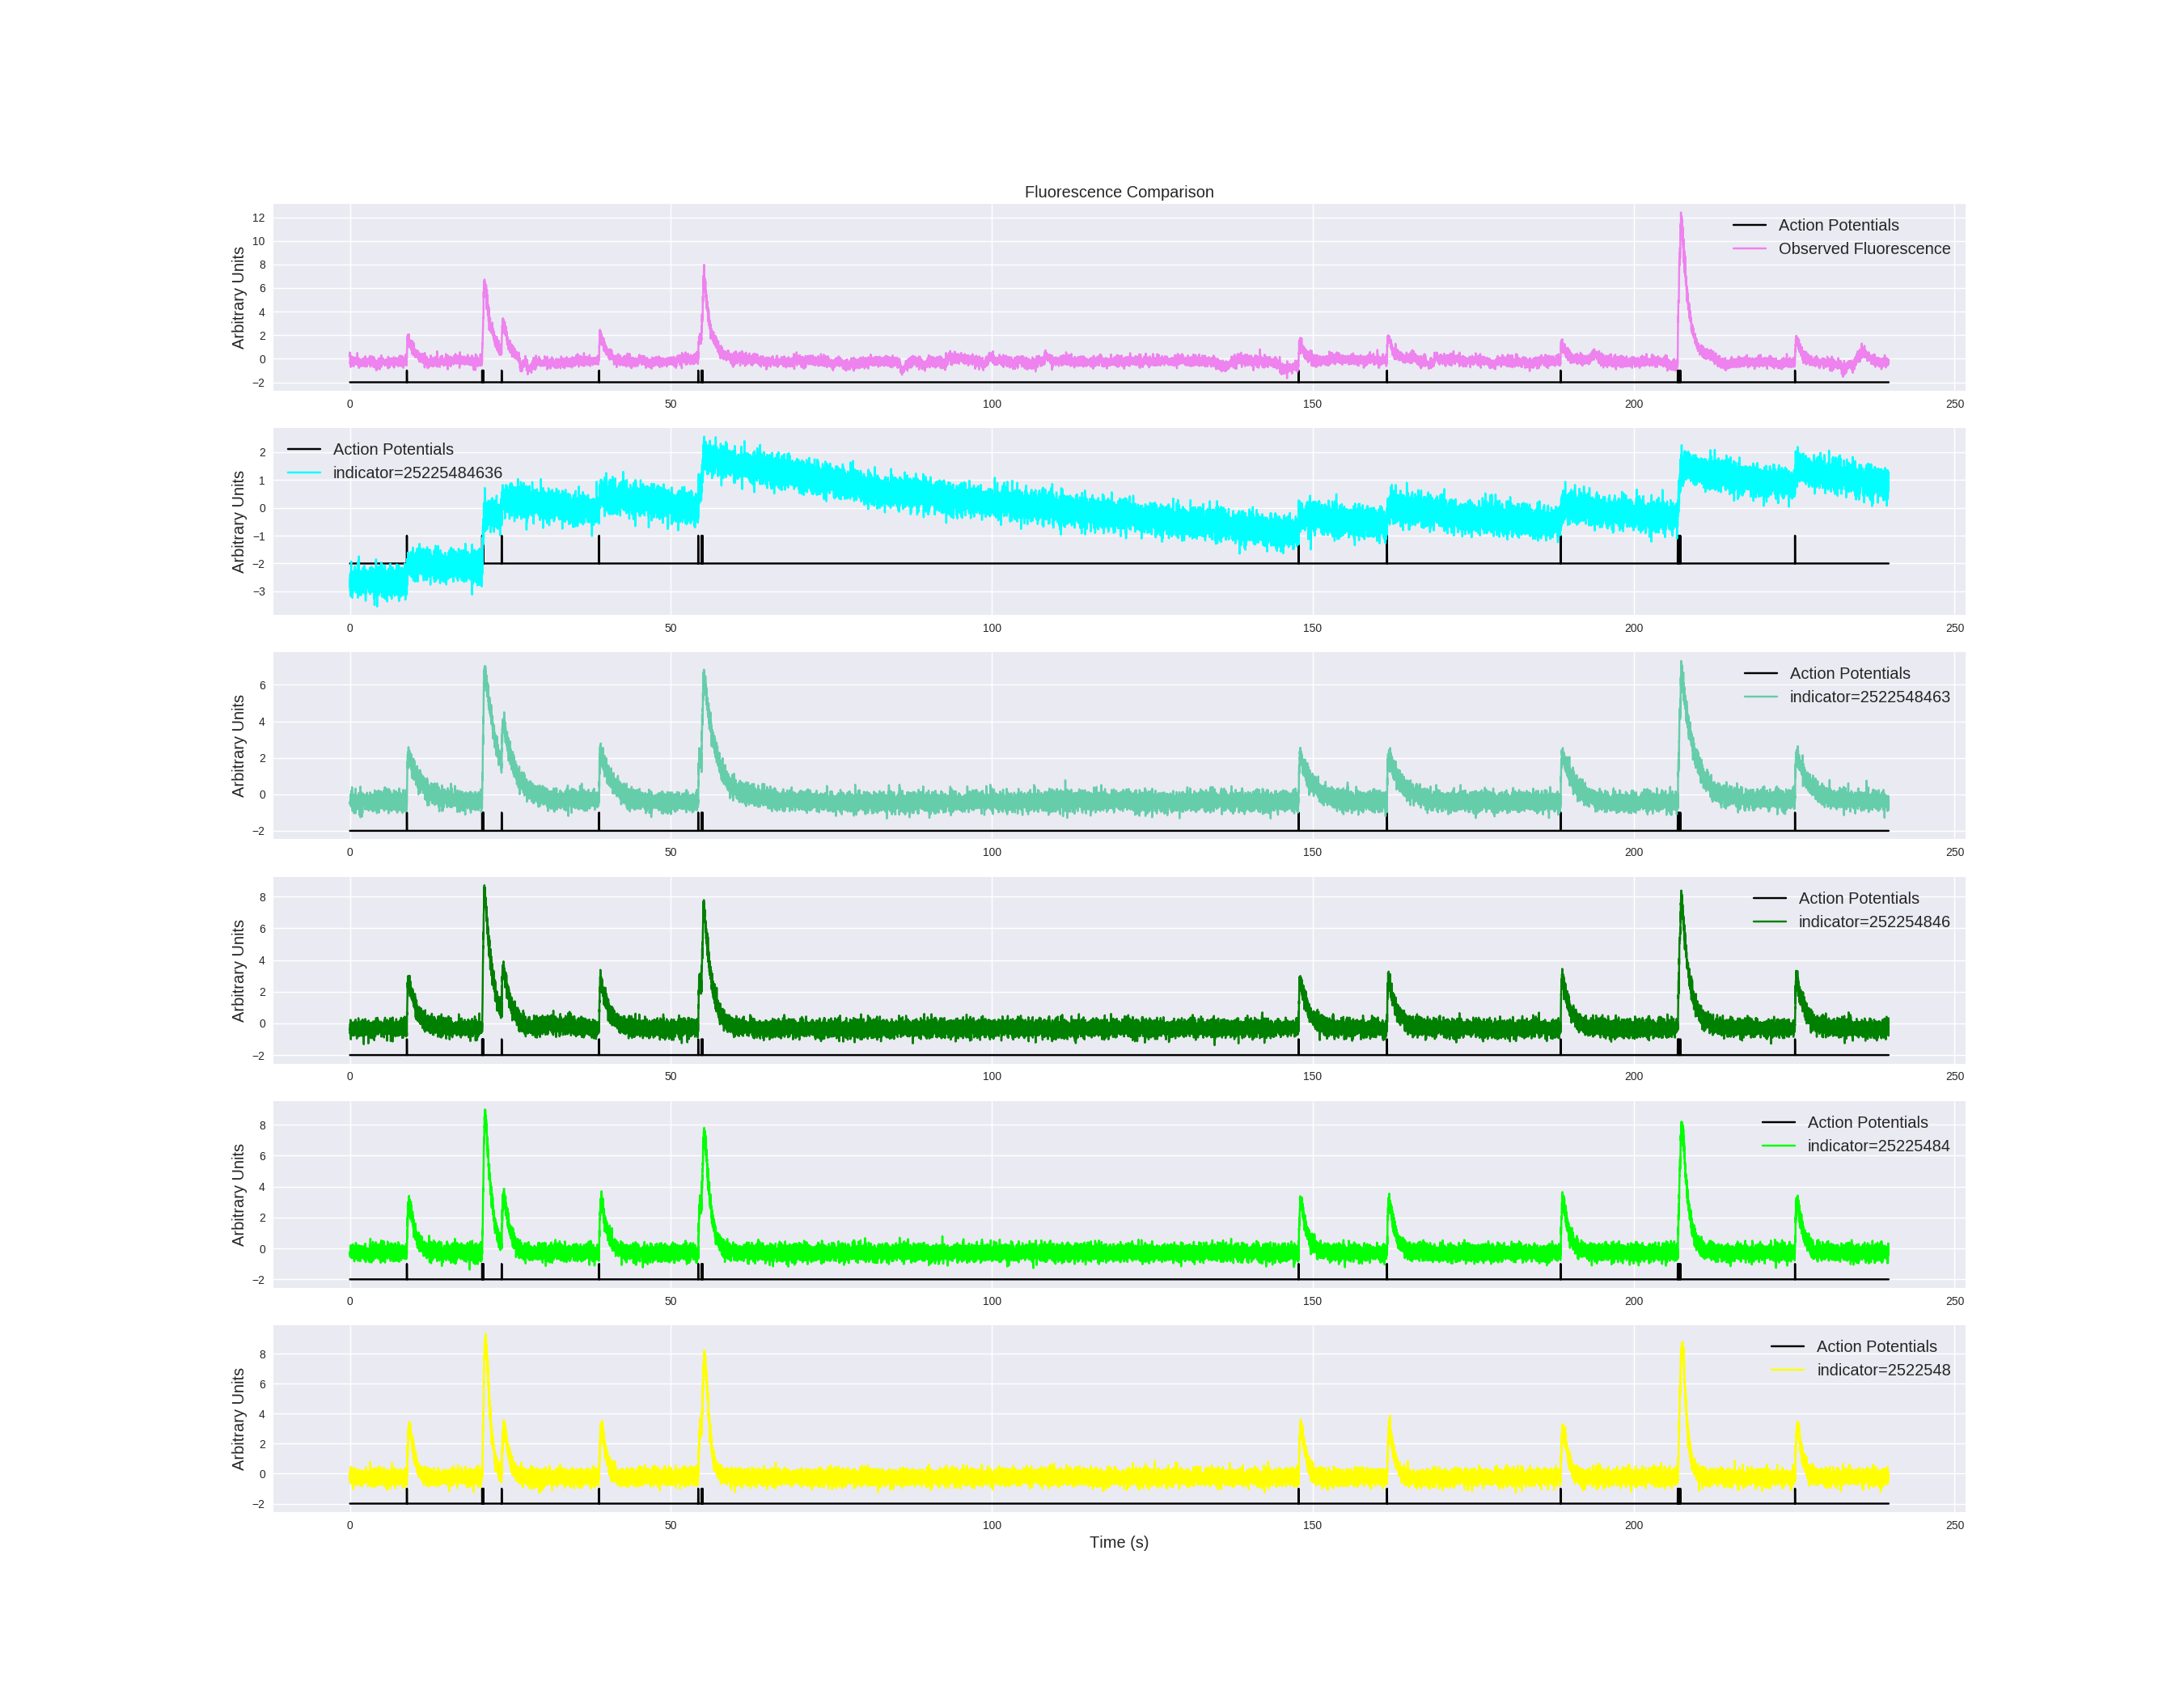 Fluorescence Comparison
Arbitrary Units
12
10
8
6
4
2
0
−2
Action Potentials
Observed Fluorescence
0 50 100 150 200 250
Arbitrary Units
2
1
0
−1
−2
−3
Action Potentials
indicator=25225484636
0 50 100 150 200 250
Arbitrary Units
6
4
2
0
−2
Action Potentials
indicator=2522548463
0 50 100 150 200 250
Arbitrary Units
8
6
4
2
0
−2
Action Potentials
indicator=252254846
0 50 100 150 200 250
Arbitrary Units
8
6
4
2
0
−2
Action Potentials
indicator=25225484
0 50 100 150 200 250
Arbitrary Units
8
6
4
2
0
−2
Action Potentials
indicator=2522548
0 50 100 150 200 250
Time (s)